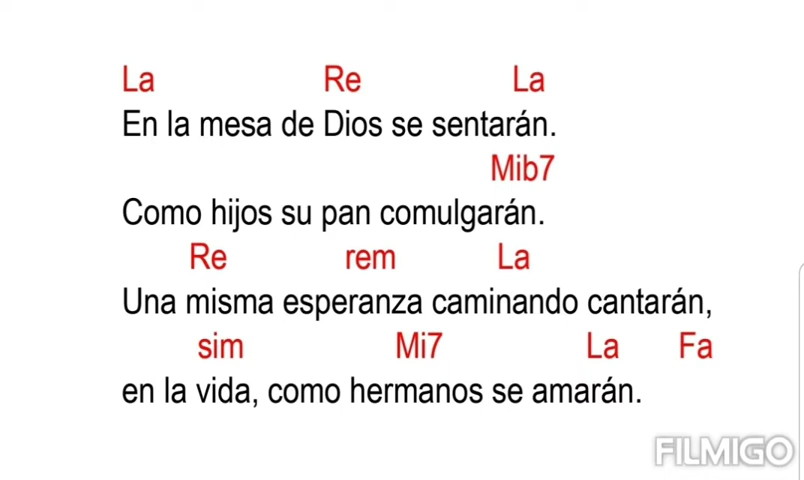 La Re La
En la mesa de Dios se sentarán.
Mib7
Como hijos su pan comulgarán.
Re rem La
Una misma esperanza caminando cantarán,
sim Mi7 La Fa
en la vida, como hermanos se amarán.
FILMIGO